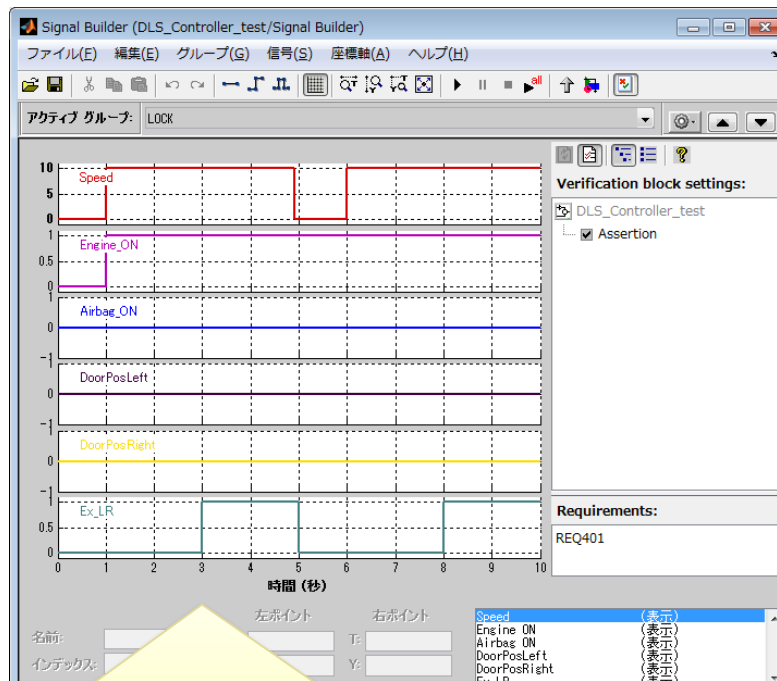 Signal Builder (DLS_Controller_test/Signal Builder)
ファイル(F) 編集(E) グループ(G) 信号(S) 座標軸(A) ヘルプ(H)
all
アクティブ グループ: LOCK
Verification block settings:
DLS_Controller_test
Assertion
10
5
0
Speed
1
0.5
0
Engine_ON
1
0
-1
Airbag_ON
1
0
-1
DoorPosLeft
1
0
-1
DoorPosRight
1
0.5
0
Ex_LR
0 1 2 3 4 5 6 7 8 9 10
時間 (秒)
Requirements:
REQ401
左ポイント 右ポイント
名前: T:
インデックス: Y:
Speed (表示)
Engine ON (表示)
Airbag ON (表示)
DoorPosLeft (表示)
DoorPosRight (表示)